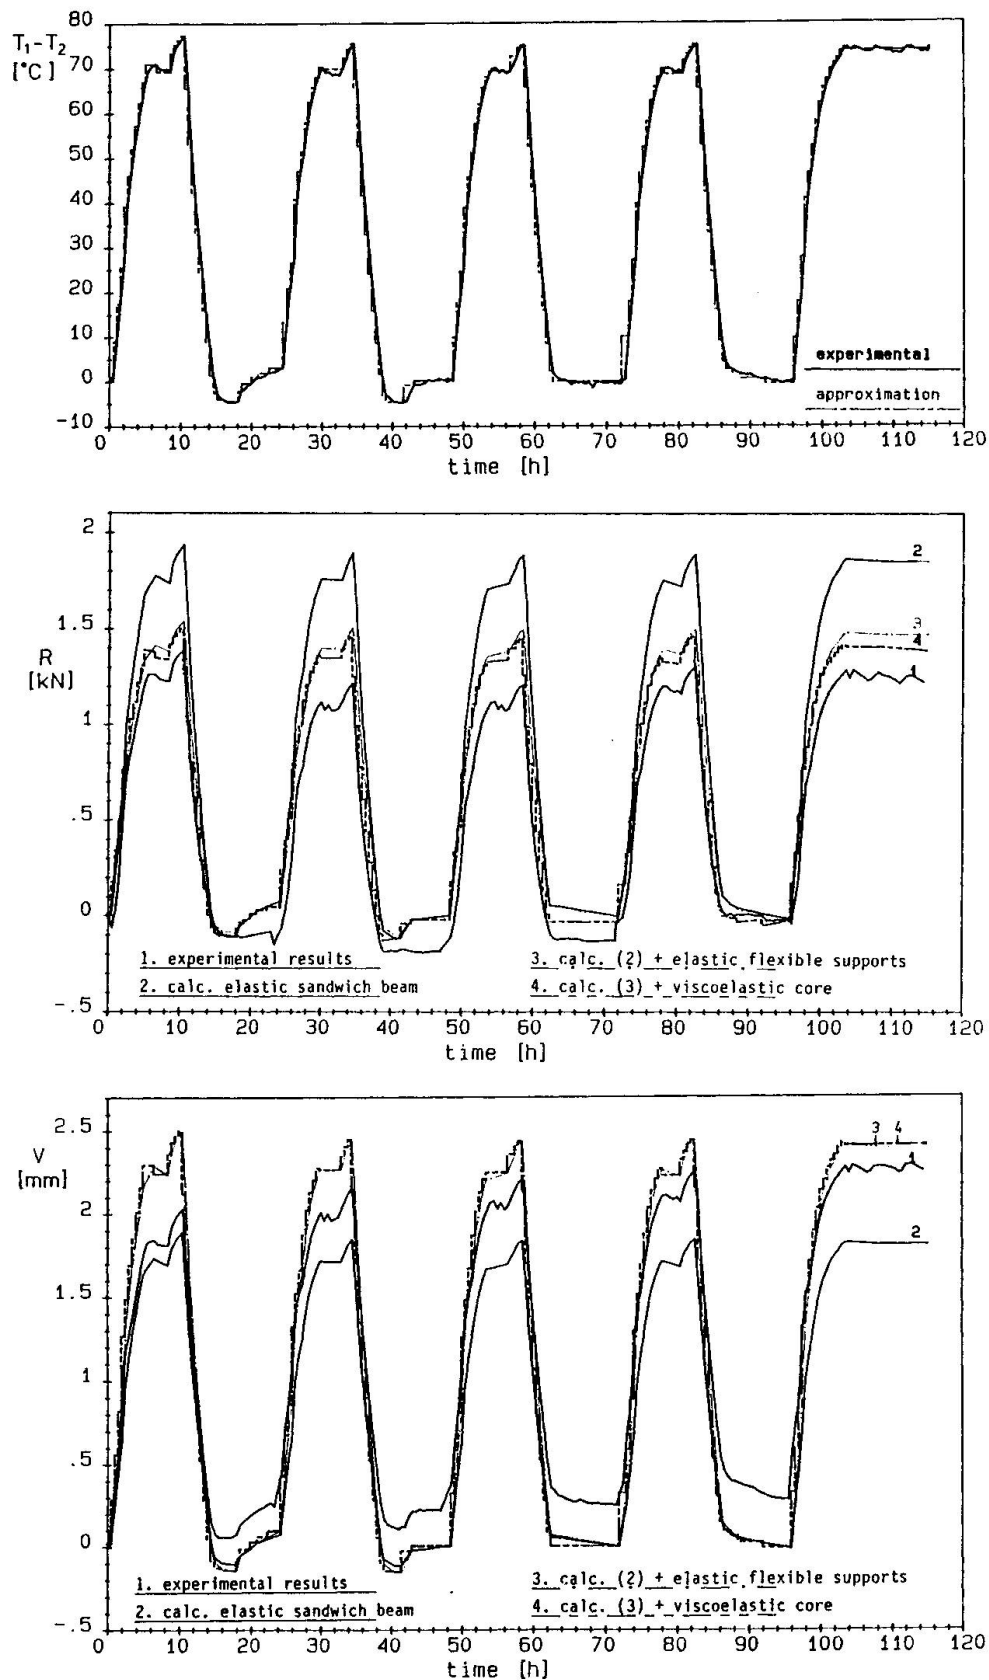 80
T₁-T₂
[°C]
70
60
50
40
30
20
10
0
-10
experimental
approximation
0 10 20 30 40 50 60 70 80 90 100 110 120
time [h]
2
1.5
R
[kN]
1
.5
0
-.5
2
3
4
1
1. experimental results
2. calc. elastic sandwich beam
3. calc. (2) + elastic flexible supports
4. calc. (3) + viscoelastic core
0 10 20 30 40 50 60 70 80 90 100 110 120
time [h]
2.5
V
[mm]
2
1.5
1
.5
0
-.5
3 4
1
2
1. experimental results
2. calc. elastic sandwich beam
3. calc. (2) + elastic flexible supports
4. calc. (3) + viscoelastic core
0 10 20 30 40 50 60 70 80 90 100 110 120
time [h]